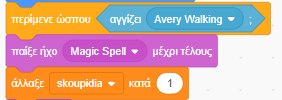 περίμενε ώσπου αγγίζει Avery Walking ;
παίξε ήχο Magic Spell μέχρι τέλους
άλλαξε skoupidia κατά 1